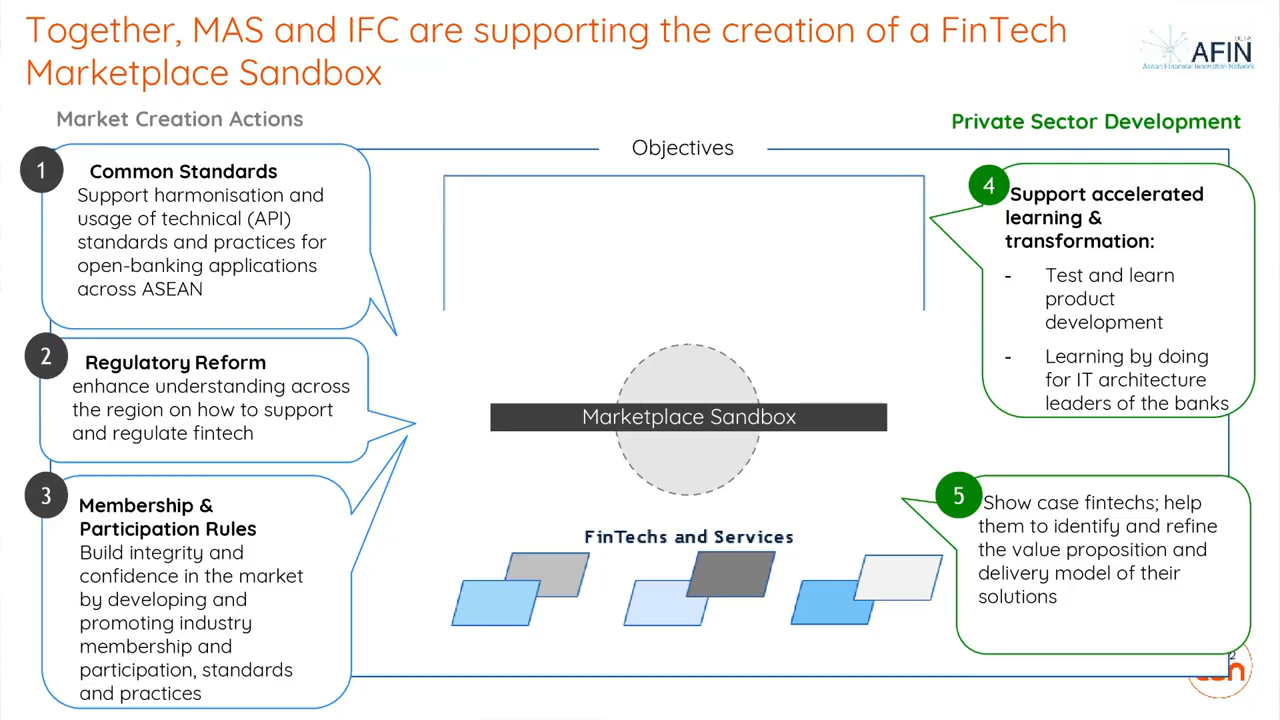 Together, MAS and IFC are supporting the creation of a FinTech
Marketplace Sandbox
BETA
AFIN
Asean Financial Innovation Network
Market Creation Actions
Private Sector Development
Objectives
1
Common Standards
Support harmonisation and
usage of technical (API)
standards and practices for
open-banking applications
across ASEAN
2
Regulatory Reform
enhance understanding across
the region on how to support
and regulate fintech
3
Membership &
Participation Rules
Build integrity and
confidence in the market
by developing and
promoting industry
membership and
participation, standards
and practices
Marketplace Sandbox
FinTechs and Services
4
Support accelerated
learning &
transformation:
- Test and learn
product
development
- Learning by doing
for IT architecture
leaders of the banks
5
Show case fintechs; help
them to identify and refine
the value proposition and
delivery model of their
solutions
2